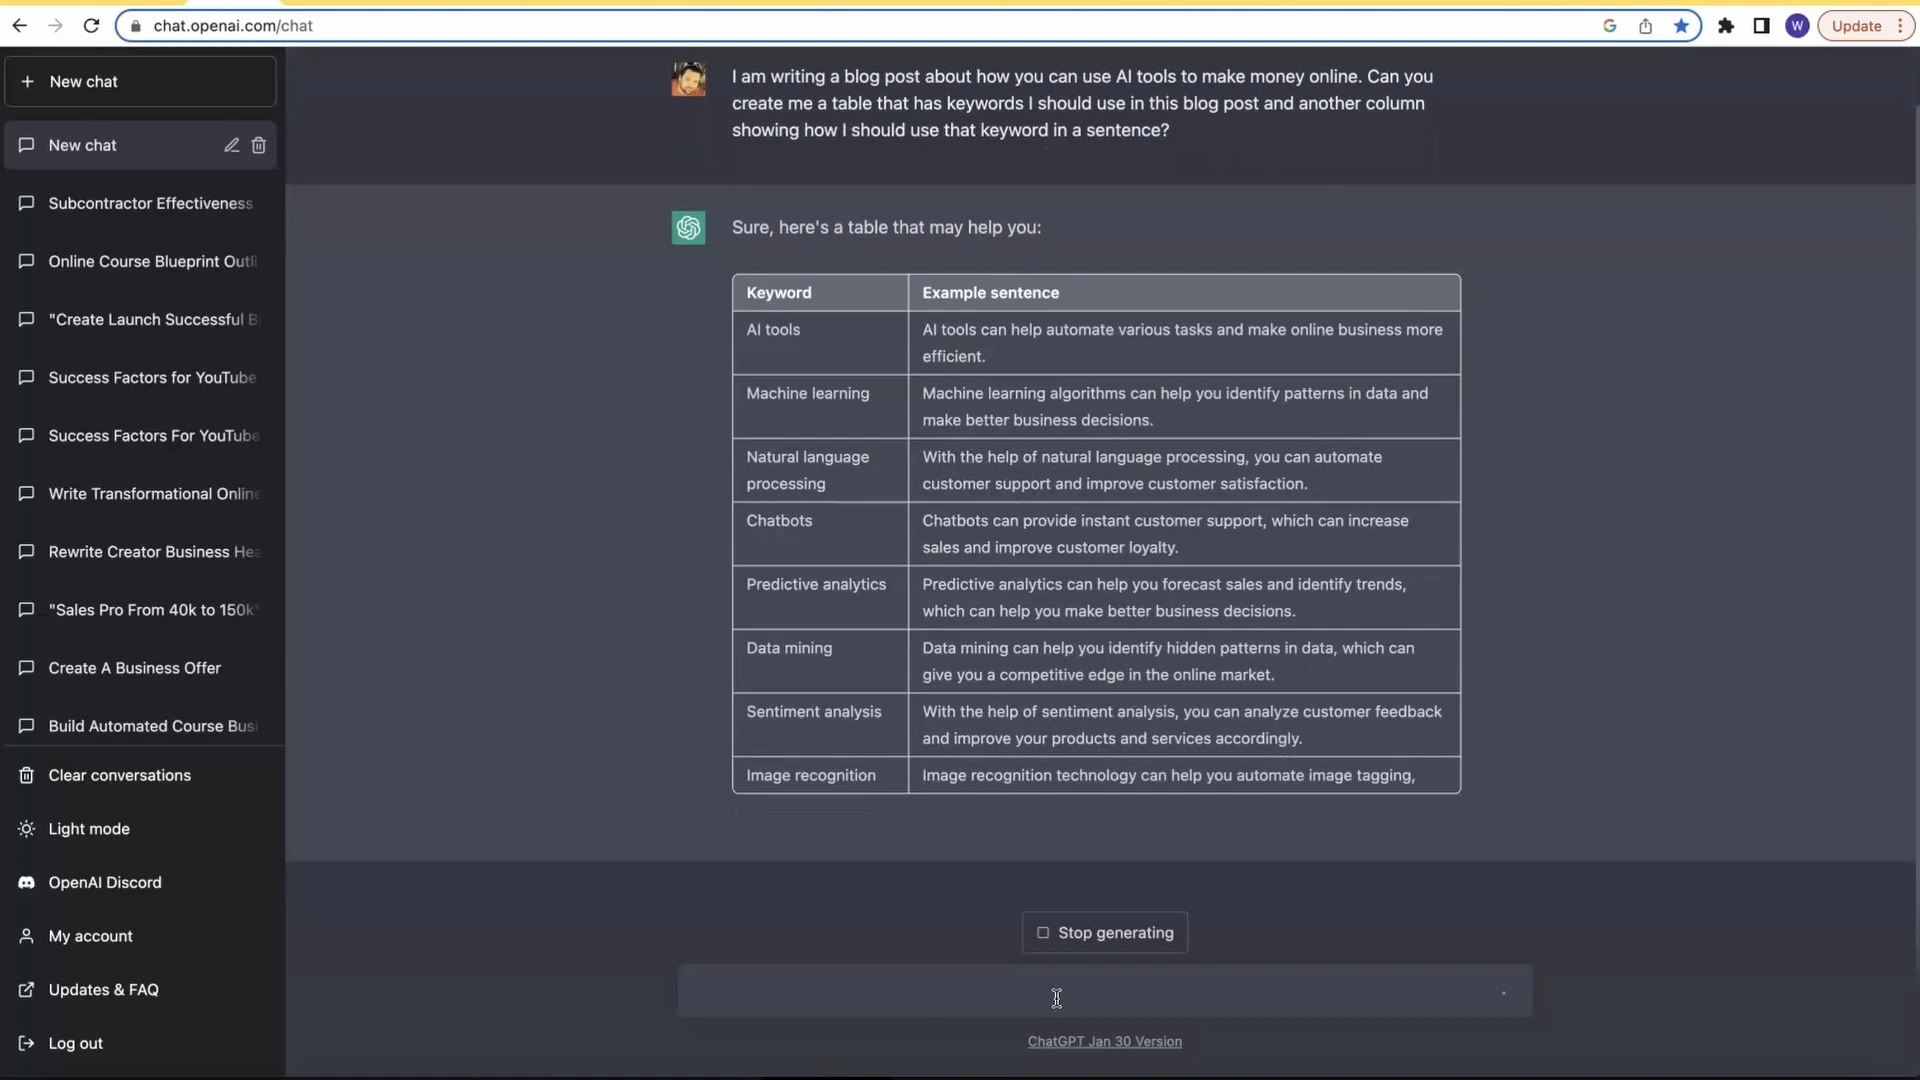 chat.openai.com/chat
W
Update
New chat
New chat
Subcontractor Effectiveness
Online Course Blueprint Outli
"Create Launch Successful B
Success Factors for YouTube
Success Factors For YouTube
Write Transformational Online
Rewrite Creator Business Hea
"Sales Pro From 40k to 150k"
Create A Business Offer
Build Automated Course Busi
Clear conversations
Light mode
OpenAI Discord
My account
Updates & FAQ
Log out
I am writing a blog post about how you can use AI tools to make money online. Can you
create me a table that has keywords I should use in this blog post and another column
showing how I should use that keyword in a sentence?
Sure, here's a table that may help you:
Keyword Example sentence
AI tools AI tools can help automate various tasks and make online business more
efficient.
Machine learning Machine learning algorithms can help you identify patterns in data and
make better business decisions.
Natural language With the help of natural language processing, you can automate
processing customer support and improve customer satisfaction.
Chatbots Chatbots can provide instant customer support, which can increase
sales and improve customer loyalty.
Predictive analytics Predictive analytics can help you forecast sales and identify trends,
which can help you make better business decisions.
Data mining Data mining can help you identify hidden patterns in data, which can
give you a competitive edge in the online market.
Sentiment analysis With the help of sentiment analysis, you can analyze customer feedback
and improve your products and services accordingly.
Image recognition Image recognition technology can help you automate image tagging,
Stop generating
ChatGPT Jan 30 Version